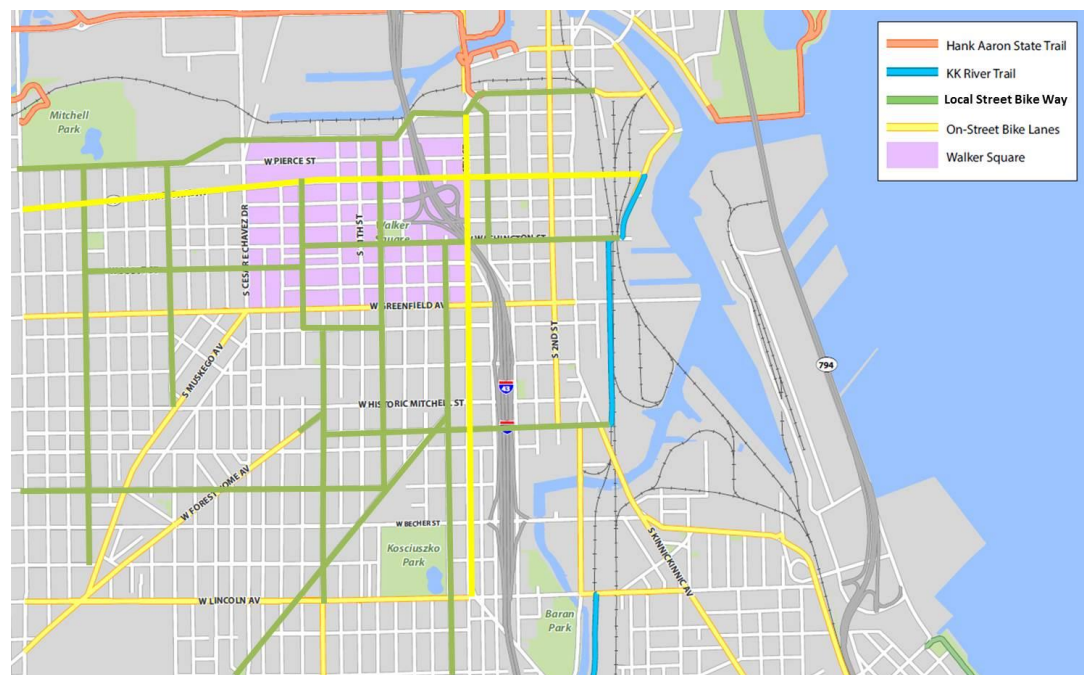 Hank Aaron State Trail
KK River Trail
Local Street Bike Way
On-Street Bike Lanes
Walker Square
Mitchell
Park
W PIERCE ST
S CESAR E CHAVEZ DR
Walker
Square
W GREENFIELD AV
S MUSKEGO AV
S 2ND ST
794
43
W HISTORIC MITCHELL ST
W FOREST HOME AV
W BECHER ST
Kosciuszko
Park
S KINNICKINNIC AV
W LINCOLN AV
Baran
Park